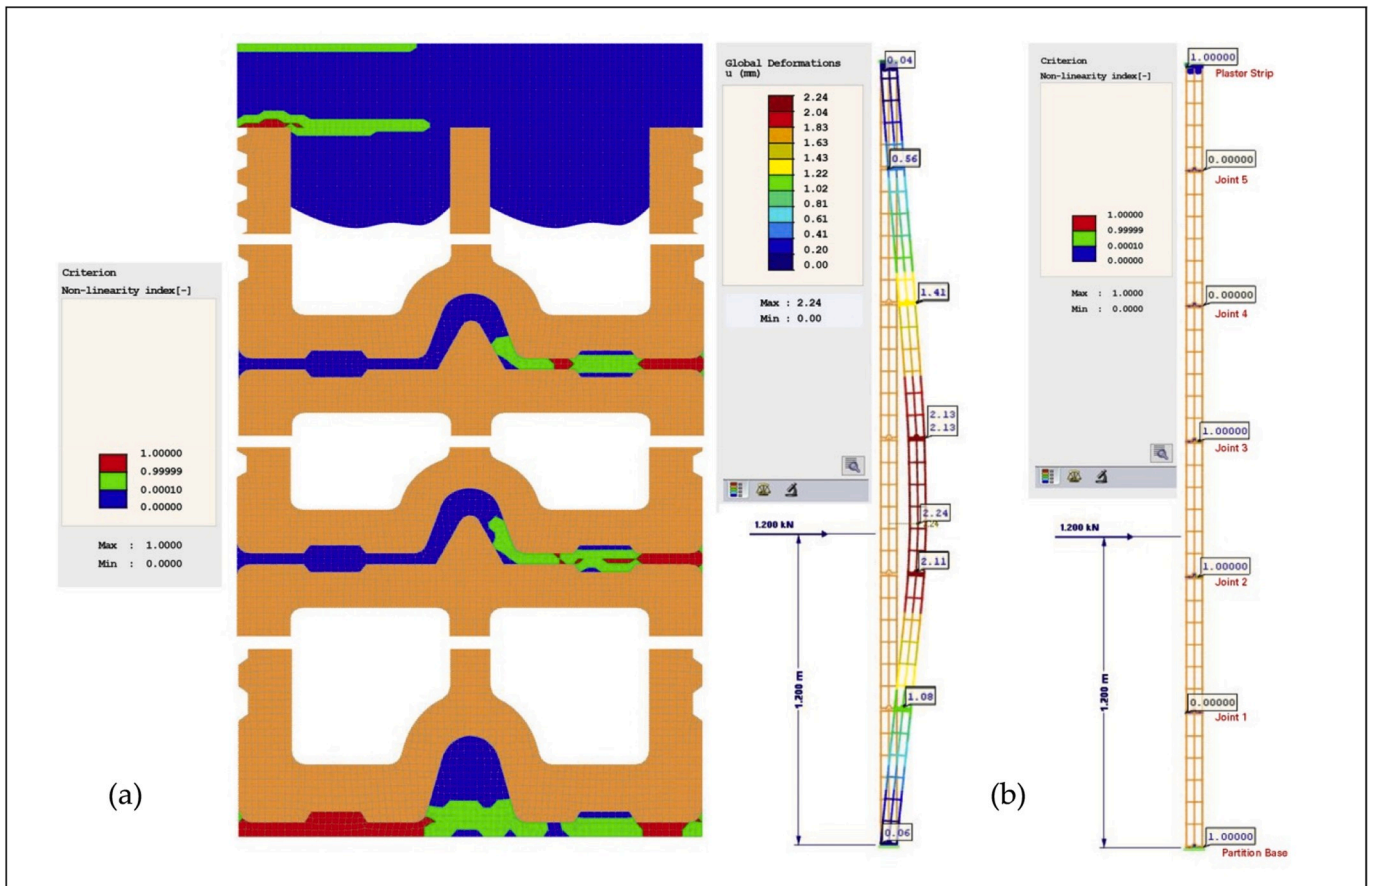 Criterion
Non-linearity index[-]
1.00000
0.99999
0.00010
0.00000
Max : 1.0000
Min : 0.0000
(a)
Global Deformations
u (mm)
2.24
2.04
1.83
1.63
1.43
1.22
1.02
0.81
0.61
0.41
0.20
0.00
Max : 2.24
Min : 0.00
0.04
0.56
1.41
2.13
2.13
2.24
2.11
1.08
0.06
1.200 kN
1.200 m
(b)
Criterion
Non-linearity index[-]
1.00000
0.99999
0.00010
0.00000
Max : 1.0000
Min : 0.0000
1.200 kN
1.200 m
1.00000
Plaster Strip
0.00000
Joint 5
0.00000
Joint 4
1.00000
Joint 3
1.00000
Joint 2
0.00000
Joint 1
1.00000
Partition Base